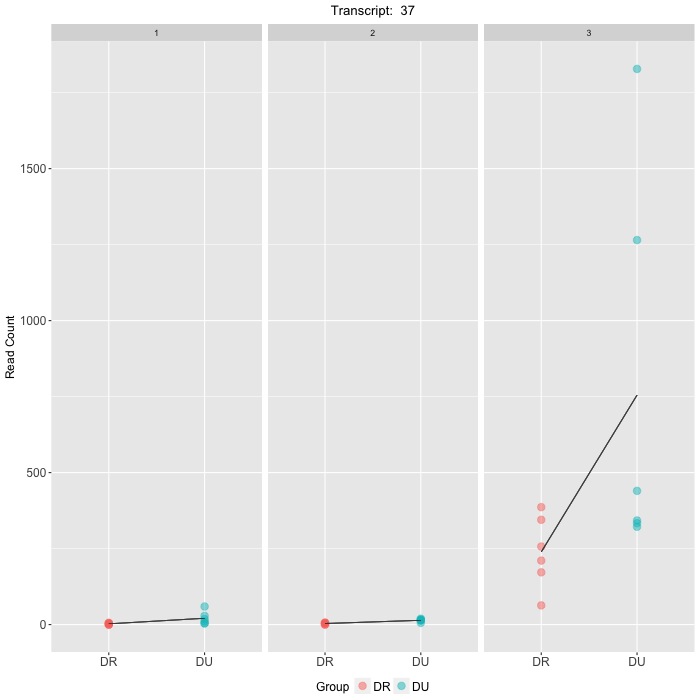 Transcript: 37
1 2 3
Read Count
1500
1000
500
0
DR DU DR DU DR DU
Group DR DU